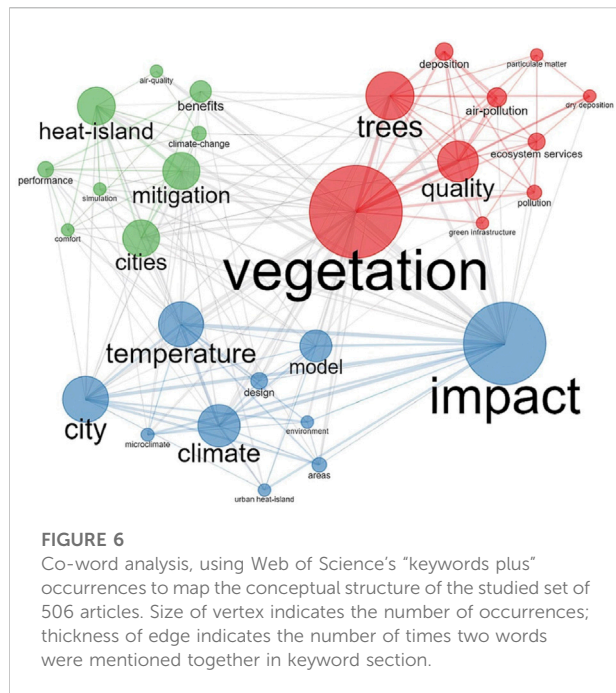 deposition
particulate matter
air-quality
benefits
dry deposition
air-pollution
heat-island
trees
climate-change
ecosystem services
performance
mitigation
quality
simulation
pollution
comfort
cities
green infrastructure
vegetation
temperature
model
impact
design
city
climate
microclimate
environment
areas
urban heat-island
FIGURE 6
Co-word analysis, using Web of Science's “keywords plus”
occurrences to map the conceptual structure of the studied set of
506 articles. Size of vertex indicates the number of occurrences;
thickness of edge indicates the number of times two words
were mentioned together in keyword section.